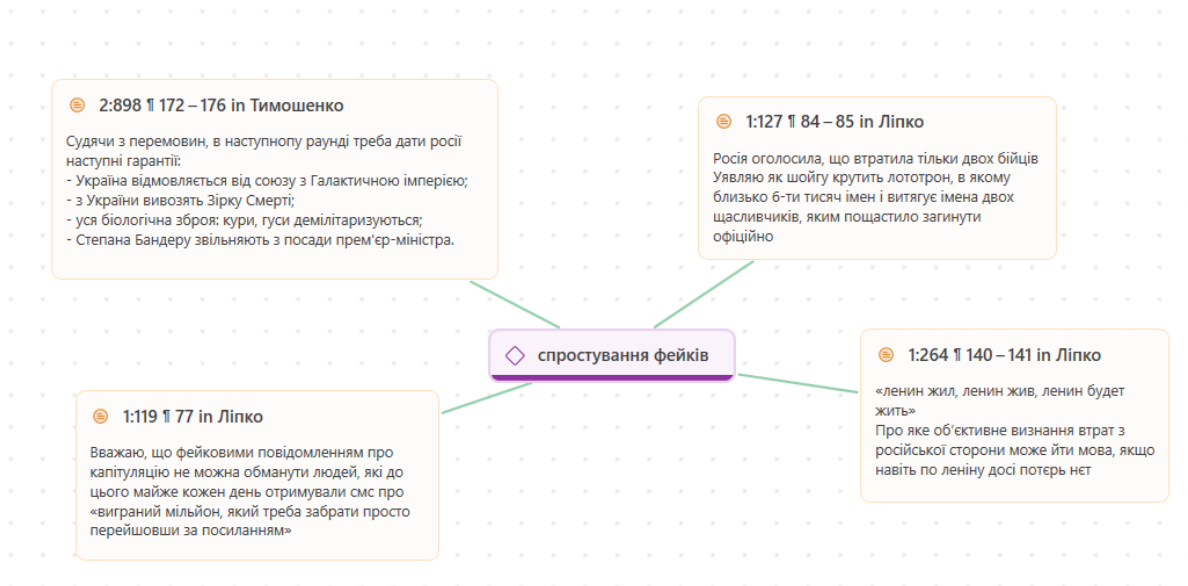 2:898 ¶ 172 – 176 in Тимошенко
Судячи з перемовин, в наступнопу раунді треба дати росії
наступні гарантії:
- Україна відмовляється від союзу з Галактичною імперією;
- з України вивозять Зірку Смерті;
- уся біологічна зброя: кури, гуси демілітаризуються;
- Степана Бандеру звільняють з посади прем'єр-міністра.
1:127 ¶ 84 – 85 in Ліпко
Росія оголосила, що втратила тільки двох бійців
Уявляю як шойгу крутить лототрон, в якому
близько 6-ти тисяч імен і витягує імена двох
щасливчиків, яким пощастило загинути
офіційно
спростування фейків
1:264 ¶ 140 – 141 in Ліпко
«ленин жил, ленин жив, ленин будет
жить»
Про яке об’єктивне визнання втрат з
російської сторони може йти мова, якщо
навіть по леніну досі потєрь нєт
1:119 ¶ 77 in Ліпко
Вважаю, що фейковими повідомленням про
капітуляцію не можна обманути людей, які до
цього майже кожен день отримували смс про
«виграний мільйон, який треба забрати просто
перейшовши за посиланням»